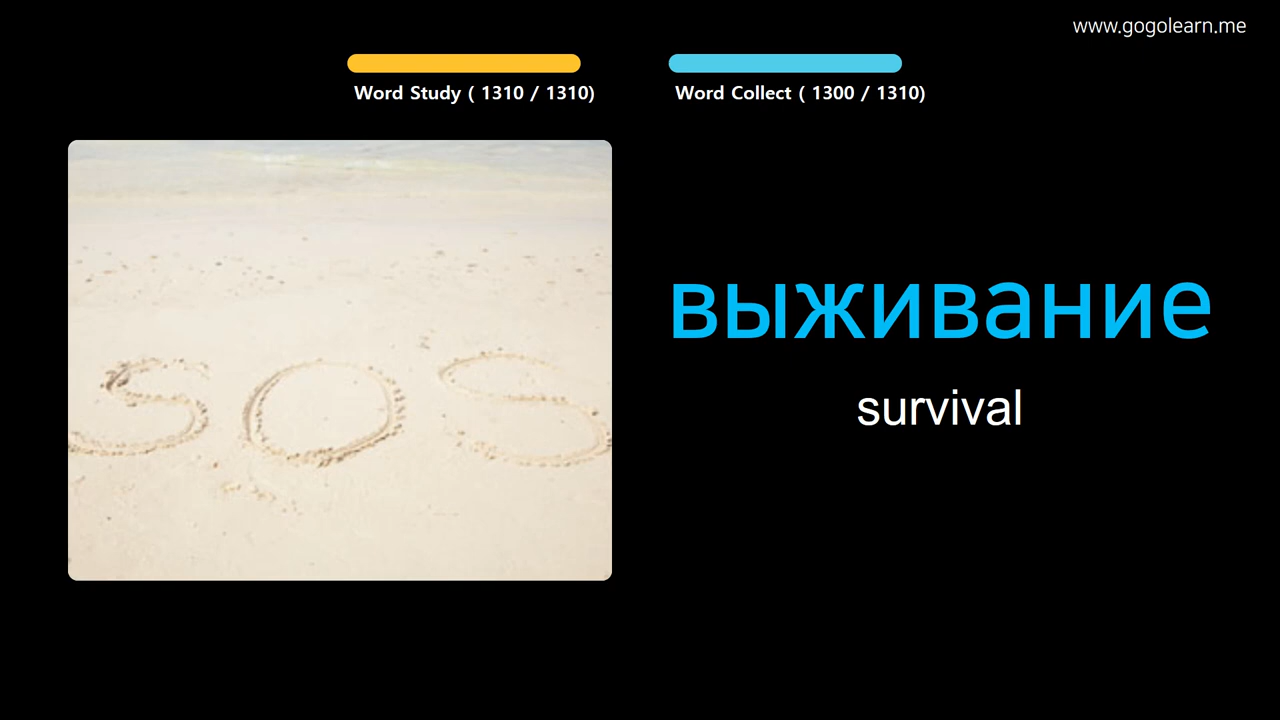 www.gogolearn.me
Word Study ( 1310 / 1310)
Word Collect ( 1300 / 1310)
SOS
выживание
survival